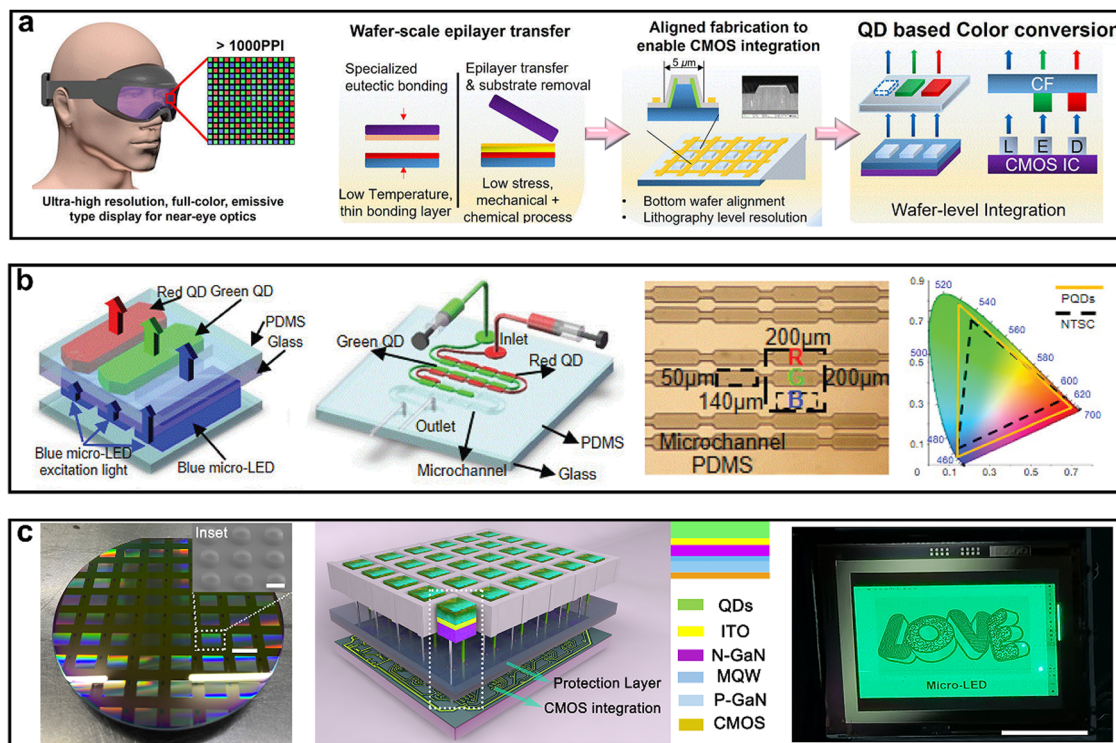 a
> 1000PPI
Ultra-high resolution, full-color, emissive
type display for near-eye optics
Wafer-scale epilayer transfer
Specialized
eutectic bonding
Low Temperature,
thin bonding layer
Epilayer transfer
& substrate removal
Low stress,
mechanical +
chemical process
Aligned fabrication to
enable CMOS integration
5 μm
• Bottom wafer alignment
• Lithography level resolution
QD based Color conversion
CF
L E D
CMOS IC
Wafer-level Integration
b
Red QD
Green QD
PDMS
Glass
Blue micro-LED
excitation light
Blue micro-LED
Green QD
Inlet
Red QD
Outlet
Microchannel
PDMS
Glass
200μm
R
G
B
50μm
140μm
200μm
Microchannel
PDMS
0.9
0.7
0.5
0.3
0.1
0
0.1
0.3
0.5
0.7
520
540
560
580
600
620
700
500
480
460
PQDs
NTSC
c
Inset
Protection Layer
CMOS integration
QDs
ITO
N-GaN
MQW
P-GaN
CMOS
LOVE
Micro-LED